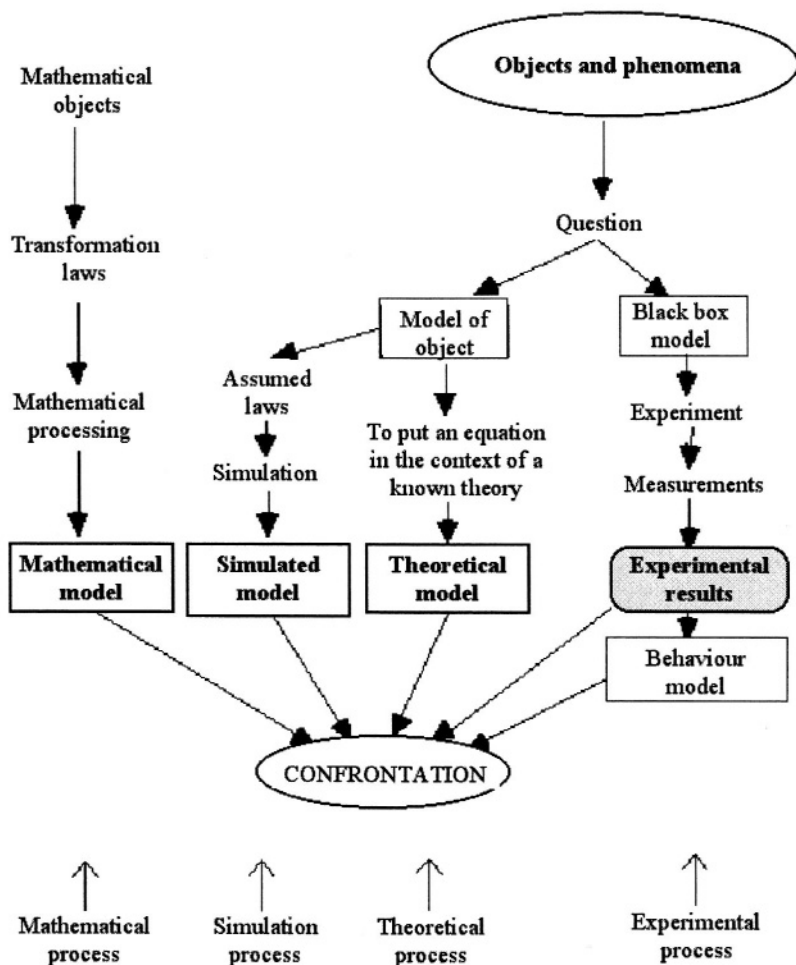 Objects and phenomena
Mathematical
objects
Question
Transformation
laws
Model of
object
Black box
model
Assumed
laws
Mathematical
processing
To put an equation
in the context of a
known theory
Experiment
Simulation
Measurements
Mathematical
model
Simulated
model
Theoretical
model
Experimental
results
Behaviour
model
CONFRONTATION
Mathematical
process
Simulation
process
Theoretical
process
Experimental
process